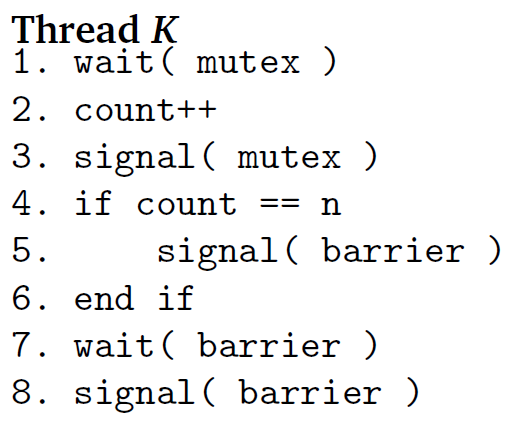 Thread K
1. wait( mutex )
2. count++
3. signal( mutex )
4. if count == n
5.     signal( barrier )
6. end if
7. wait( barrier )
8. signal( barrier )